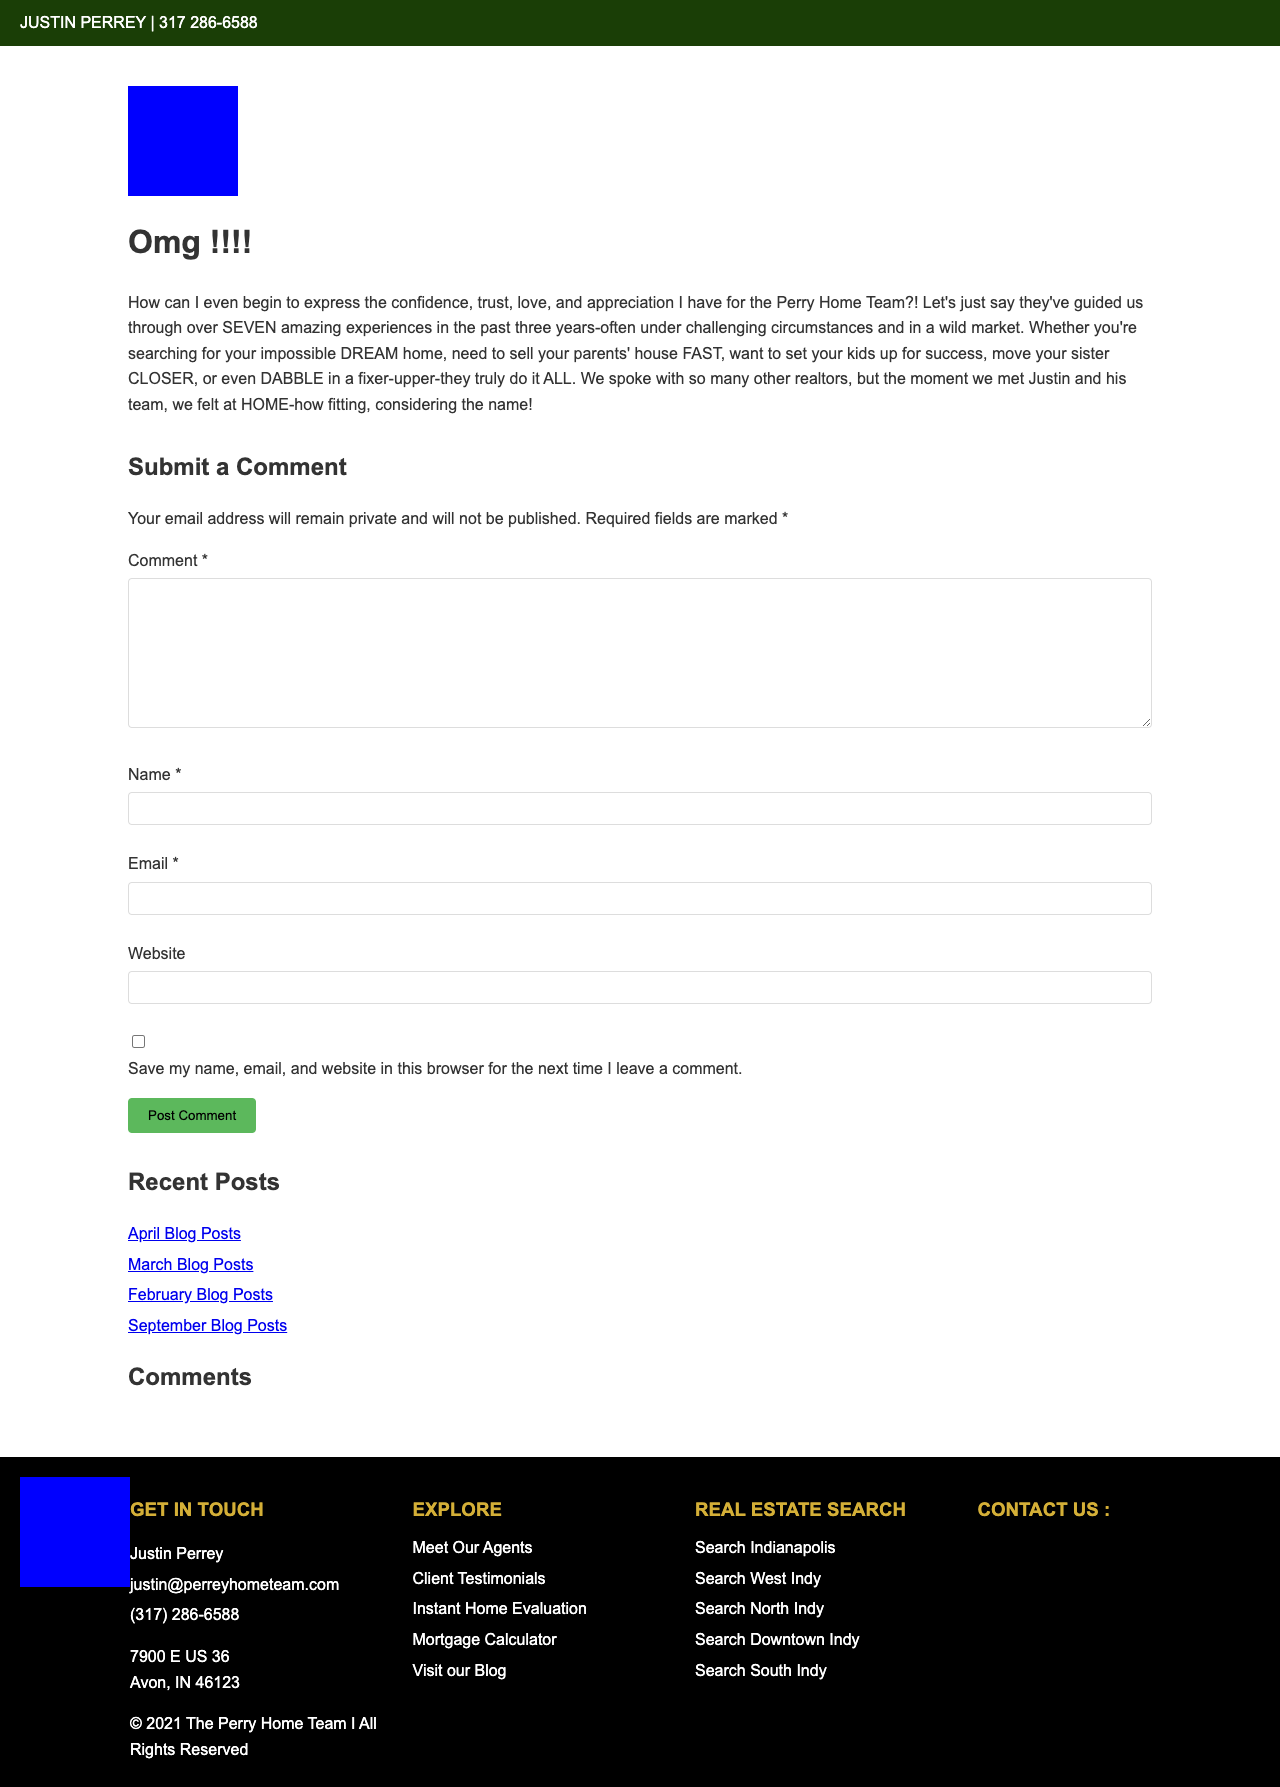 JUSTIN PERREY | 317 286-6588
Omg !!!!
How can I even begin to express the confidence, trust, love, and appreciation I have for the Perry Home Team?! Let's just say they've guided us
through over SEVEN amazing experiences in the past three years-often under challenging circumstances and in a wild market. Whether you're
searching for your impossible DREAM home, need to sell your parents' house FAST, want to set your kids up for success, move your sister
CLOSER, or even DABBLE in a fixer-upper-they truly do it ALL. We spoke with so many other realtors, but the moment we met Justin and his
team, we felt at HOME-how fitting, considering the name!
Submit a Comment
Your email address will remain private and will not be published. Required fields are marked *
Comment *
Name *
Email *
Website
Save my name, email, and website in this browser for the next time I leave a comment.
Post Comment
Recent Posts
April Blog Posts
March Blog Posts
February Blog Posts
September Blog Posts
Comments
GET IN TOUCH
Justin Perrey
justin@perreyhometeam.com
(317) 286-6588
7900 E US 36
Avon, IN 46123
© 2021 The Perry Home Team I All
Rights Reserved
EXPLORE
Meet Our Agents
Client Testimonials
Instant Home Evaluation
Mortgage Calculator
Visit our Blog
REAL ESTATE SEARCH
Search Indianapolis
Search West Indy
Search North Indy
Search Downtown Indy
Search South Indy
CONTACT US :